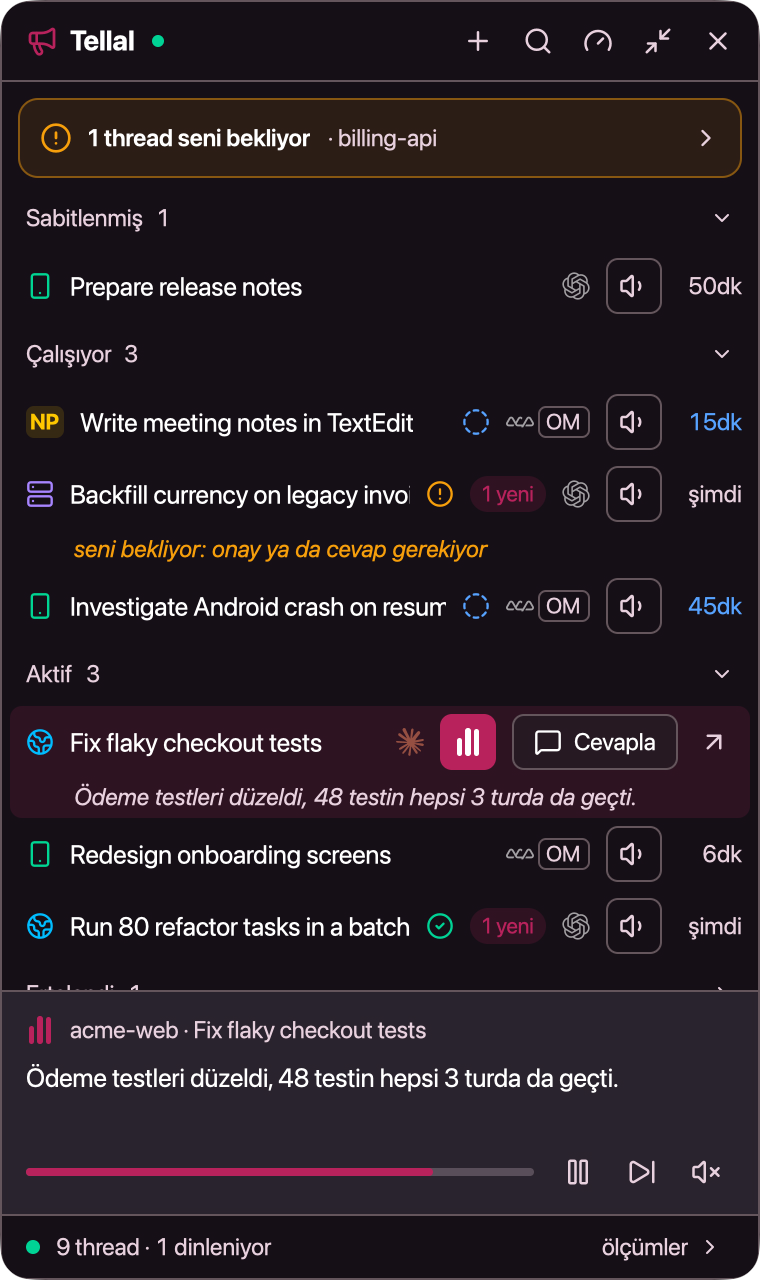 Tellal
1 thread seni bekliyor · billing-api
Sabitlenmiş 1
Prepare release notes 50dk
Çalışıyor 3
NP Write meeting notes in TextEdit OM 15dk
Backfill currency on legacy invoi 1 yeni şimdi
seni bekliyor: onay ya da cevap gerekiyor
Investigate Android crash on resum OM 45dk
Aktif 3
Fix flaky checkout tests Cevapla
Ödeme testleri düzeldi, 48 testin hepsi 3 turda da geçti.
Redesign onboarding screens OM 6dk
Run 80 refactor tasks in a batch 1 yeni şimdi
acme-web · Fix flaky checkout tests
Ödeme testleri düzeldi, 48 testin hepsi 3 turda da geçti.
9 thread · 1 dinleniyor ölçümler